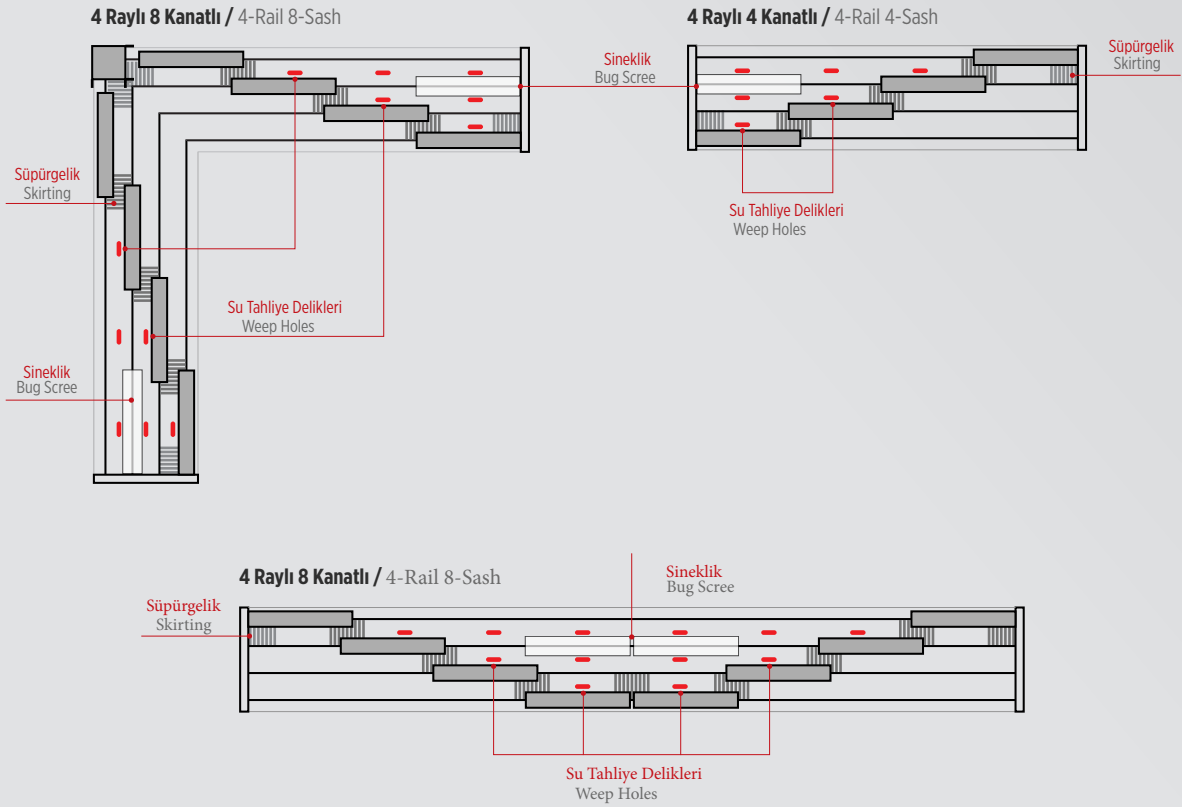 4 Raylı 8 Kanatlı / 4-Rail 8-Sash
4 Raylı 4 Kanatlı / 4-Rail 4-Sash
Sineklik
Bug Scree
Süpürgelik
Skirting
Süpürgelik
Skirting
Su Tahliye Delikleri
Weep Holes
Su Tahliye Delikleri
Weep Holes
Sineklik
Bug Scree
4 Raylı 8 Kanatlı / 4-Rail 8-Sash
Sineklik
Bug Scree
Süpürgelik
Skirting
Su Tahliye Delikleri
Weep Holes